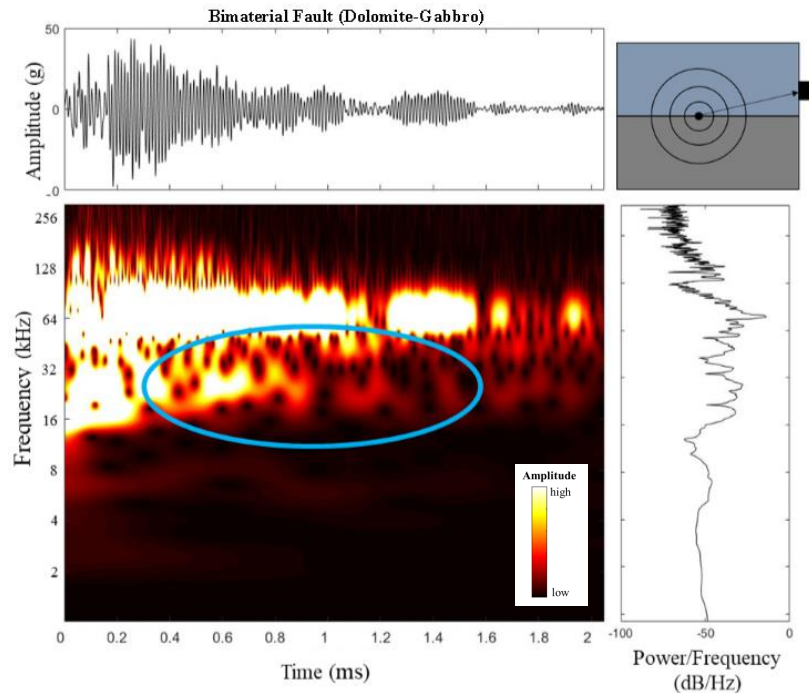 Bimaterial Fault (Dolomite-Gabbro)
50
0
-0
Amplitude (g)
256
128
64
32
16
8
4
2
Frequency (kHz)
Amplitude
high
low
0 0.2 0.4 0.6 0.8 1 1.2 1.4 1.6 1.8 2
Time (ms)
-100 -50 0
Power/Frequency
(dB/Hz)